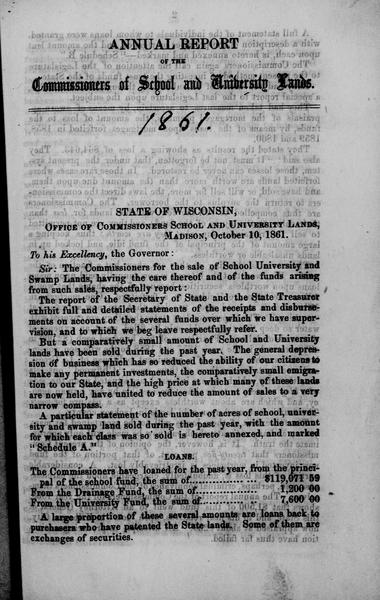 ANNUAL REPORT
OF THE
Commissioners of School and University Lands.
1861.
STATE OF WISCONSIN,
OFFICE OF COMMISSIONERS SCHOOL AND UNIVERSITY LANDS,
MADISON, October 10, 1861.
To his Excellency, the Governor:
Sir: The Commissioners for the sale of School University and
Swamp Lands, having the care thereof and of the funds arising
from such sales, respectfully report:
The report of the Secretary of State and the State Treasurer
exhibit full and detailed statements of the receipts and disburse-
ments on account of the several funds over which we have super-
vision, and to which we beg leave respectfully refer.
But a comparatively small amount of School and University
lands have been sold during the past year. The general depres-
sion of business which has so reduced the ability of our citizens to
make any permanent investments, the comparatively small emigra-
tion to our State, and the high price at which many of these lands
are now held, have united to reduce the amount of sales to a very
narrow compass.
A particular statement of the number of acres of school, univer-
sity and swamp land sold during the past year, with the amount
for which each class was so sold is hereto annexed, and marked
"Schedule A."
LOANS.
The Commissioners have loaned for the past year, from the princi-
pal of the school fund, the sum of........ $119,071 59
From the Drainage Fund, the sum of........ 1,200 00
From the University Fund, the sum of........ 7,600 00
A large proportion of these several amounts are loans back to
purchasers who have patented the State lands. Some of them are
exchanges of securities.